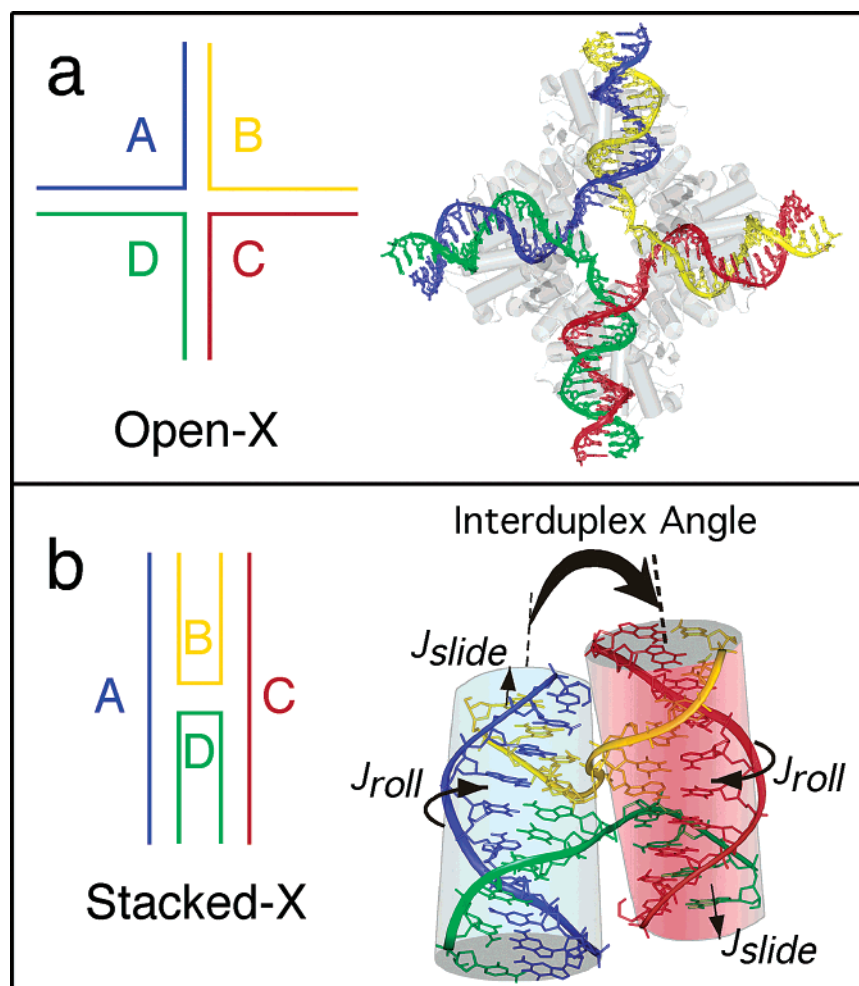 a
A B
D C
Open-X
b
Interduplex Angle
Jslide
B
A C
D
Jroll
Jroll
Stacked-X
Jslide